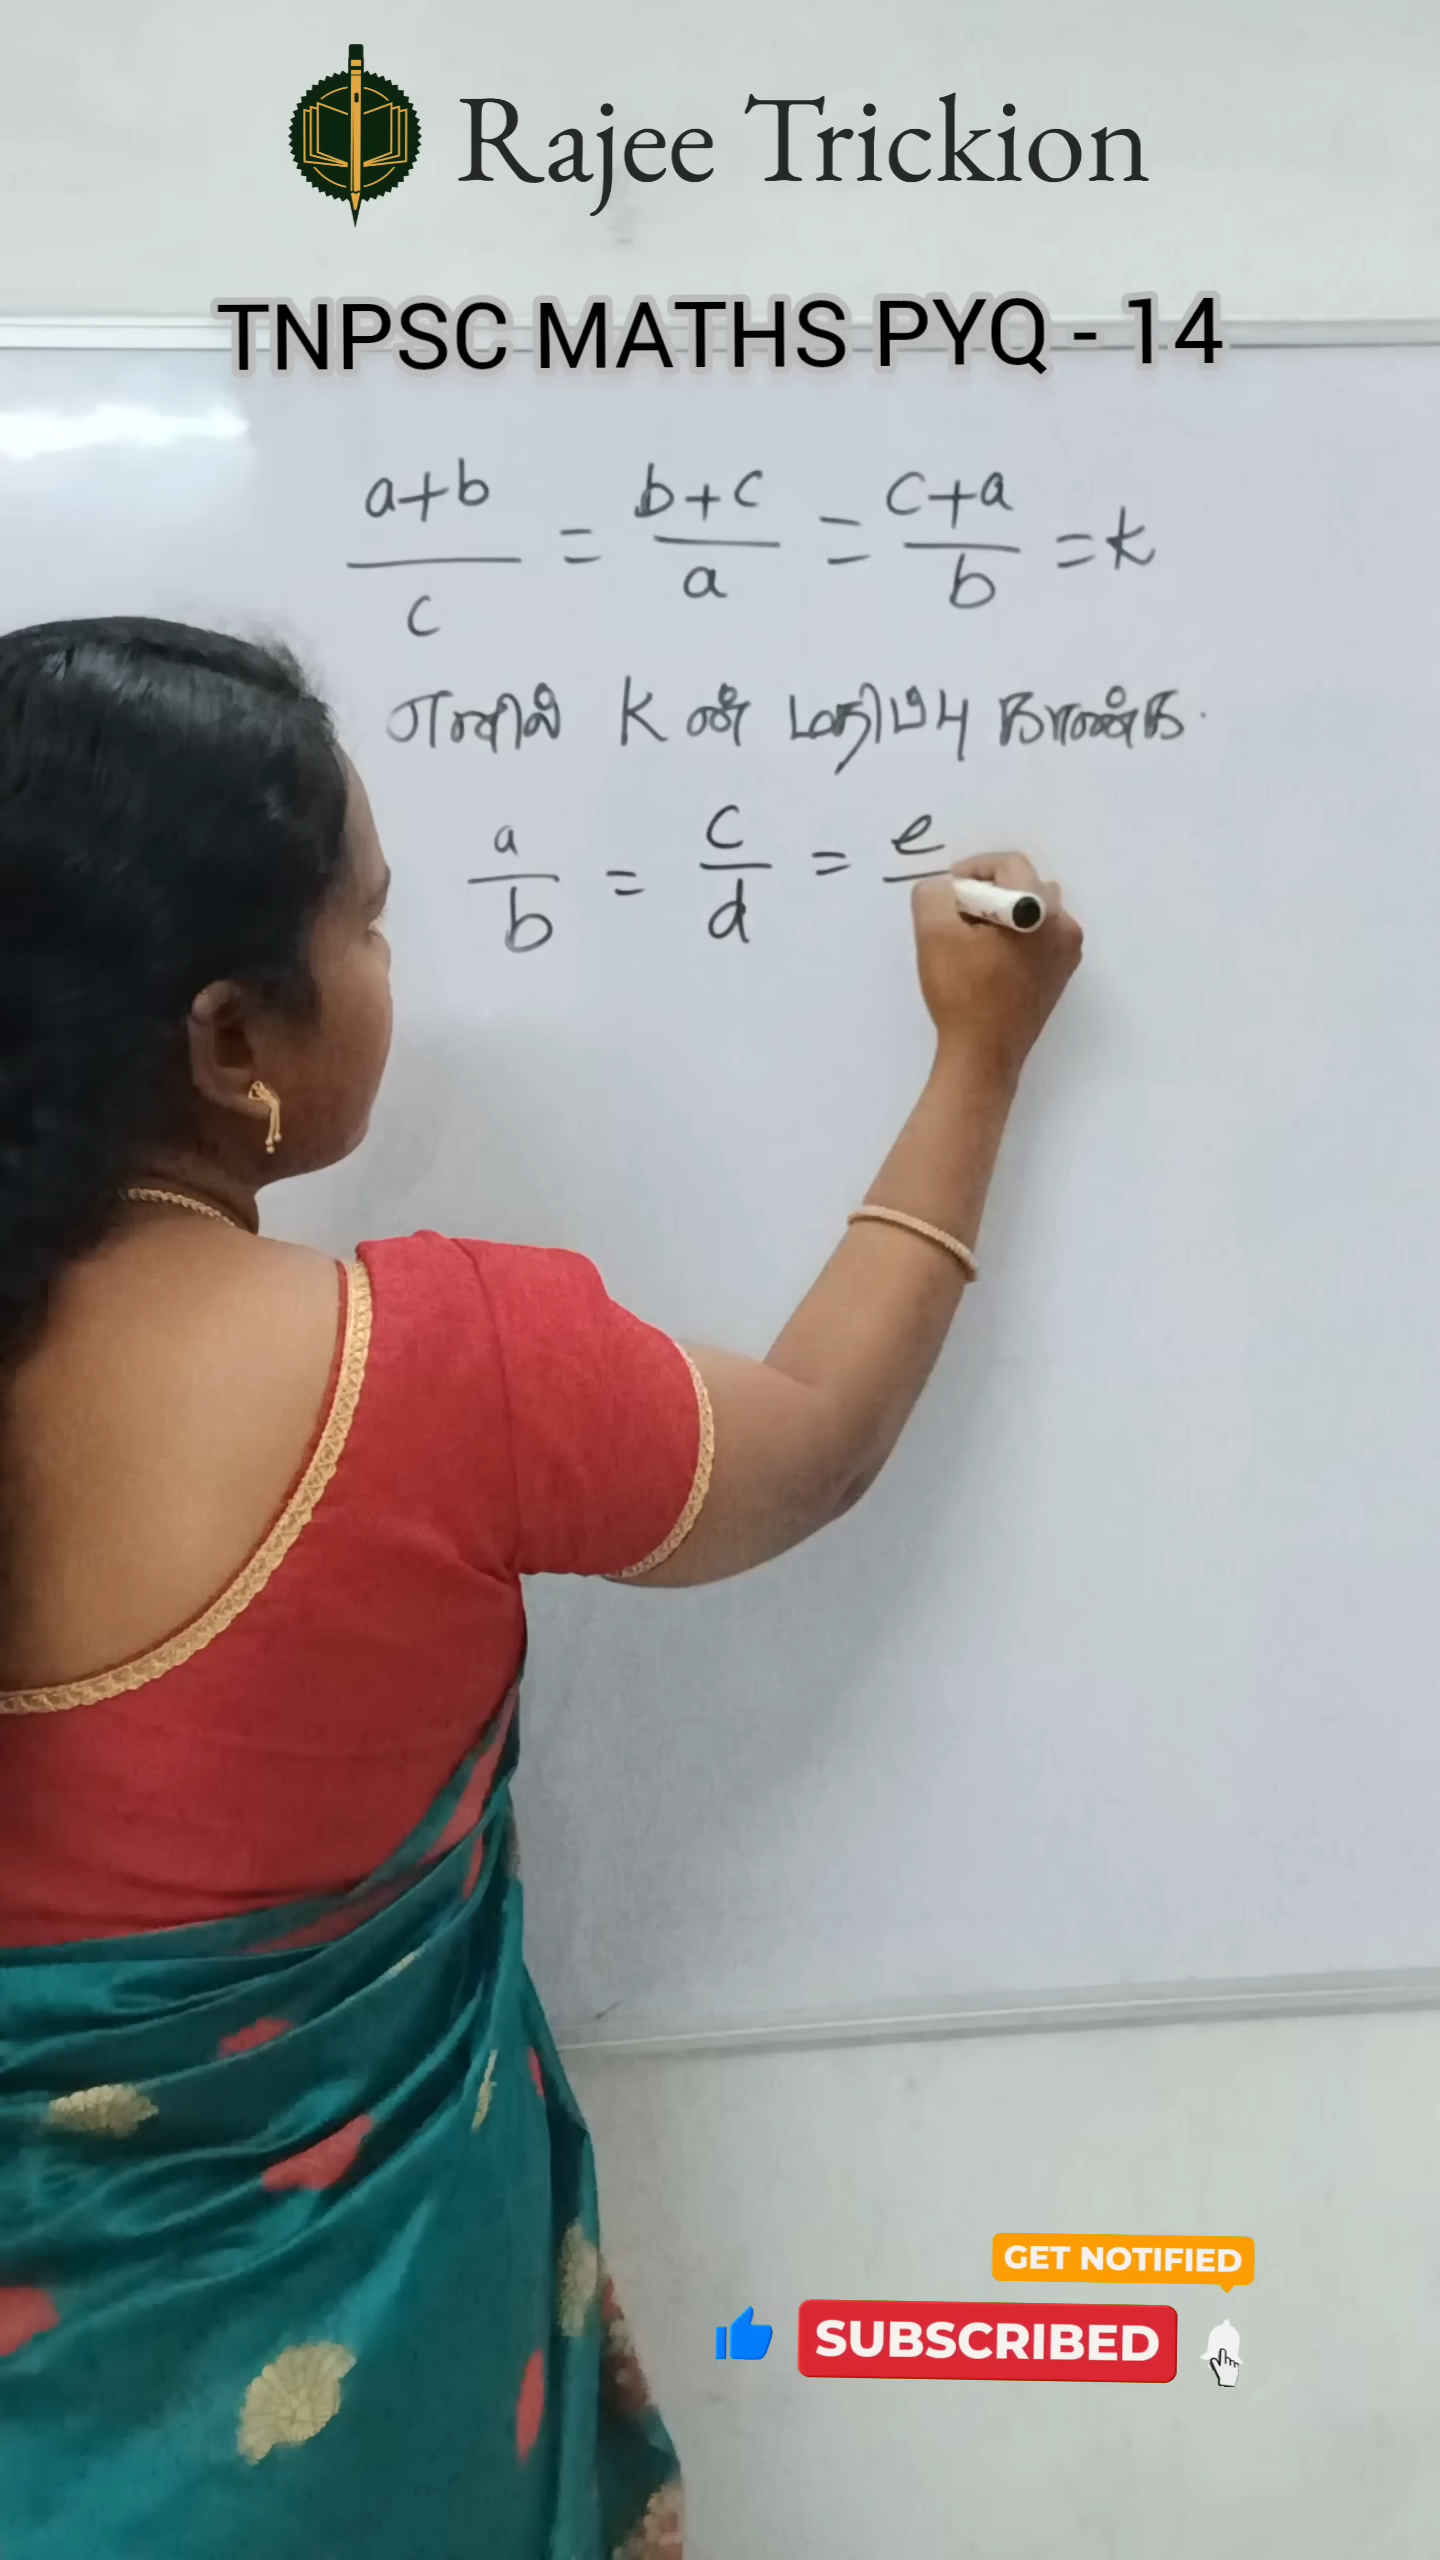 Rajee Trickion
TNPSC MATHS PYQ - 14
a+b/c = b+c/a = c+a/b = k
எனில் K ன் மதிப்பு காண்க.
a/b = c/d = e
GET NOTIFIED
SUBSCRIBED